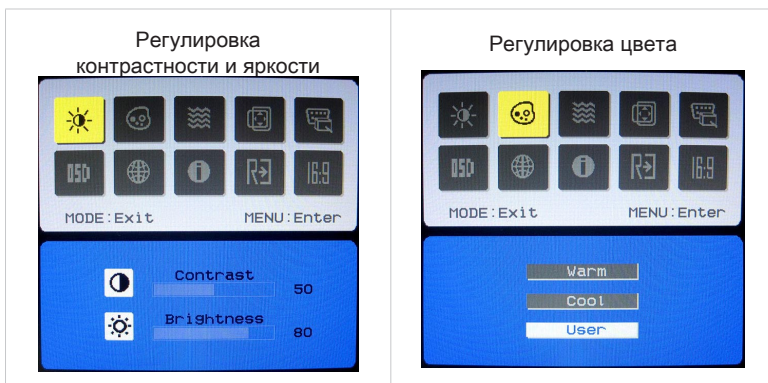 Регулировка
контрастности и яркости
OSD
R
16:9
MODE:Exit
MENU:Enter
Contrast
50
Brightness
80
Регулировка цвета
OSD
R
16:9
MODE:Exit
MENU:Enter
Warm
Cool
User